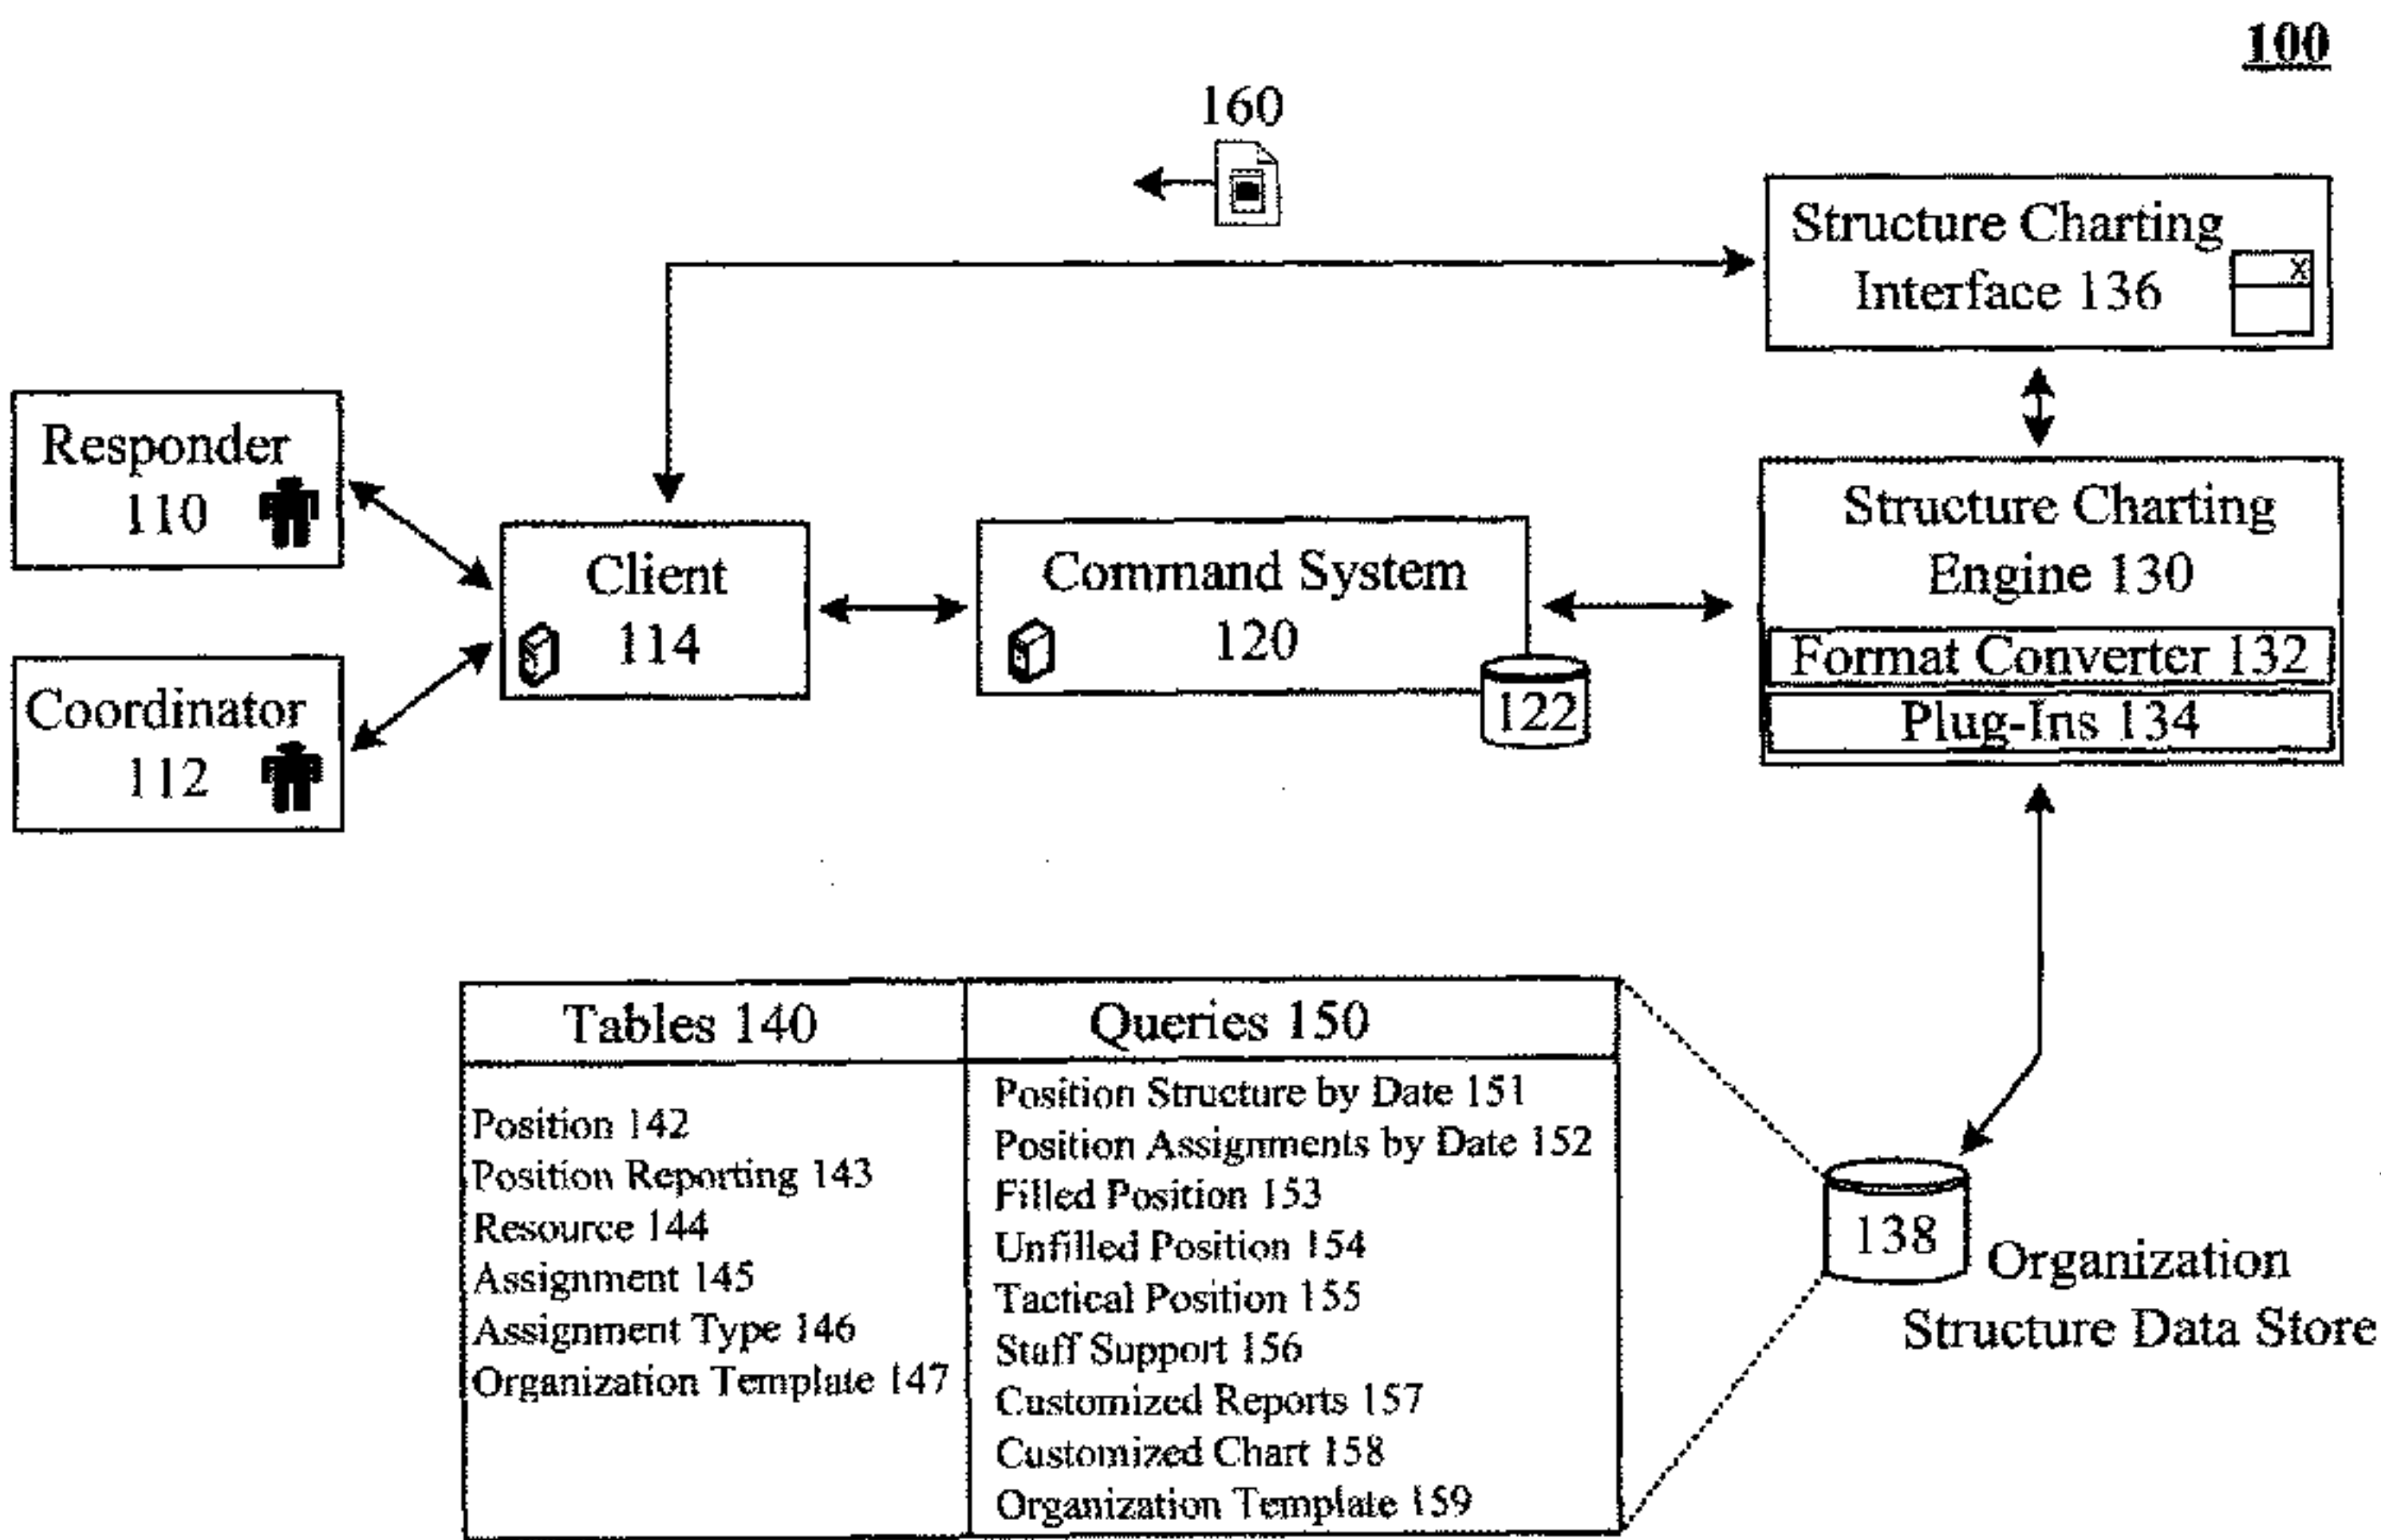 100
160
Structure Charting
Interface 136
X
Responder
110
Coordinator
112
Client
114
Command System
120
122
Structure Charting
Engine 130
Format Converter 132
Plug-Ins 134
Tables 140
Position 142
Position Reporting 143
Resource 144
Assignment 145
Assignment Type 146
Organization Template 147
Queries 150
Position Structure by Date 151
Position Assignments by Date 152
Filled Position 153
Unfilled Position 154
Tactical Position 155
Staff Support 156
Customized Reports 157
Customized Chart 158
Organization Template 159
138
Organization
Structure Data Store